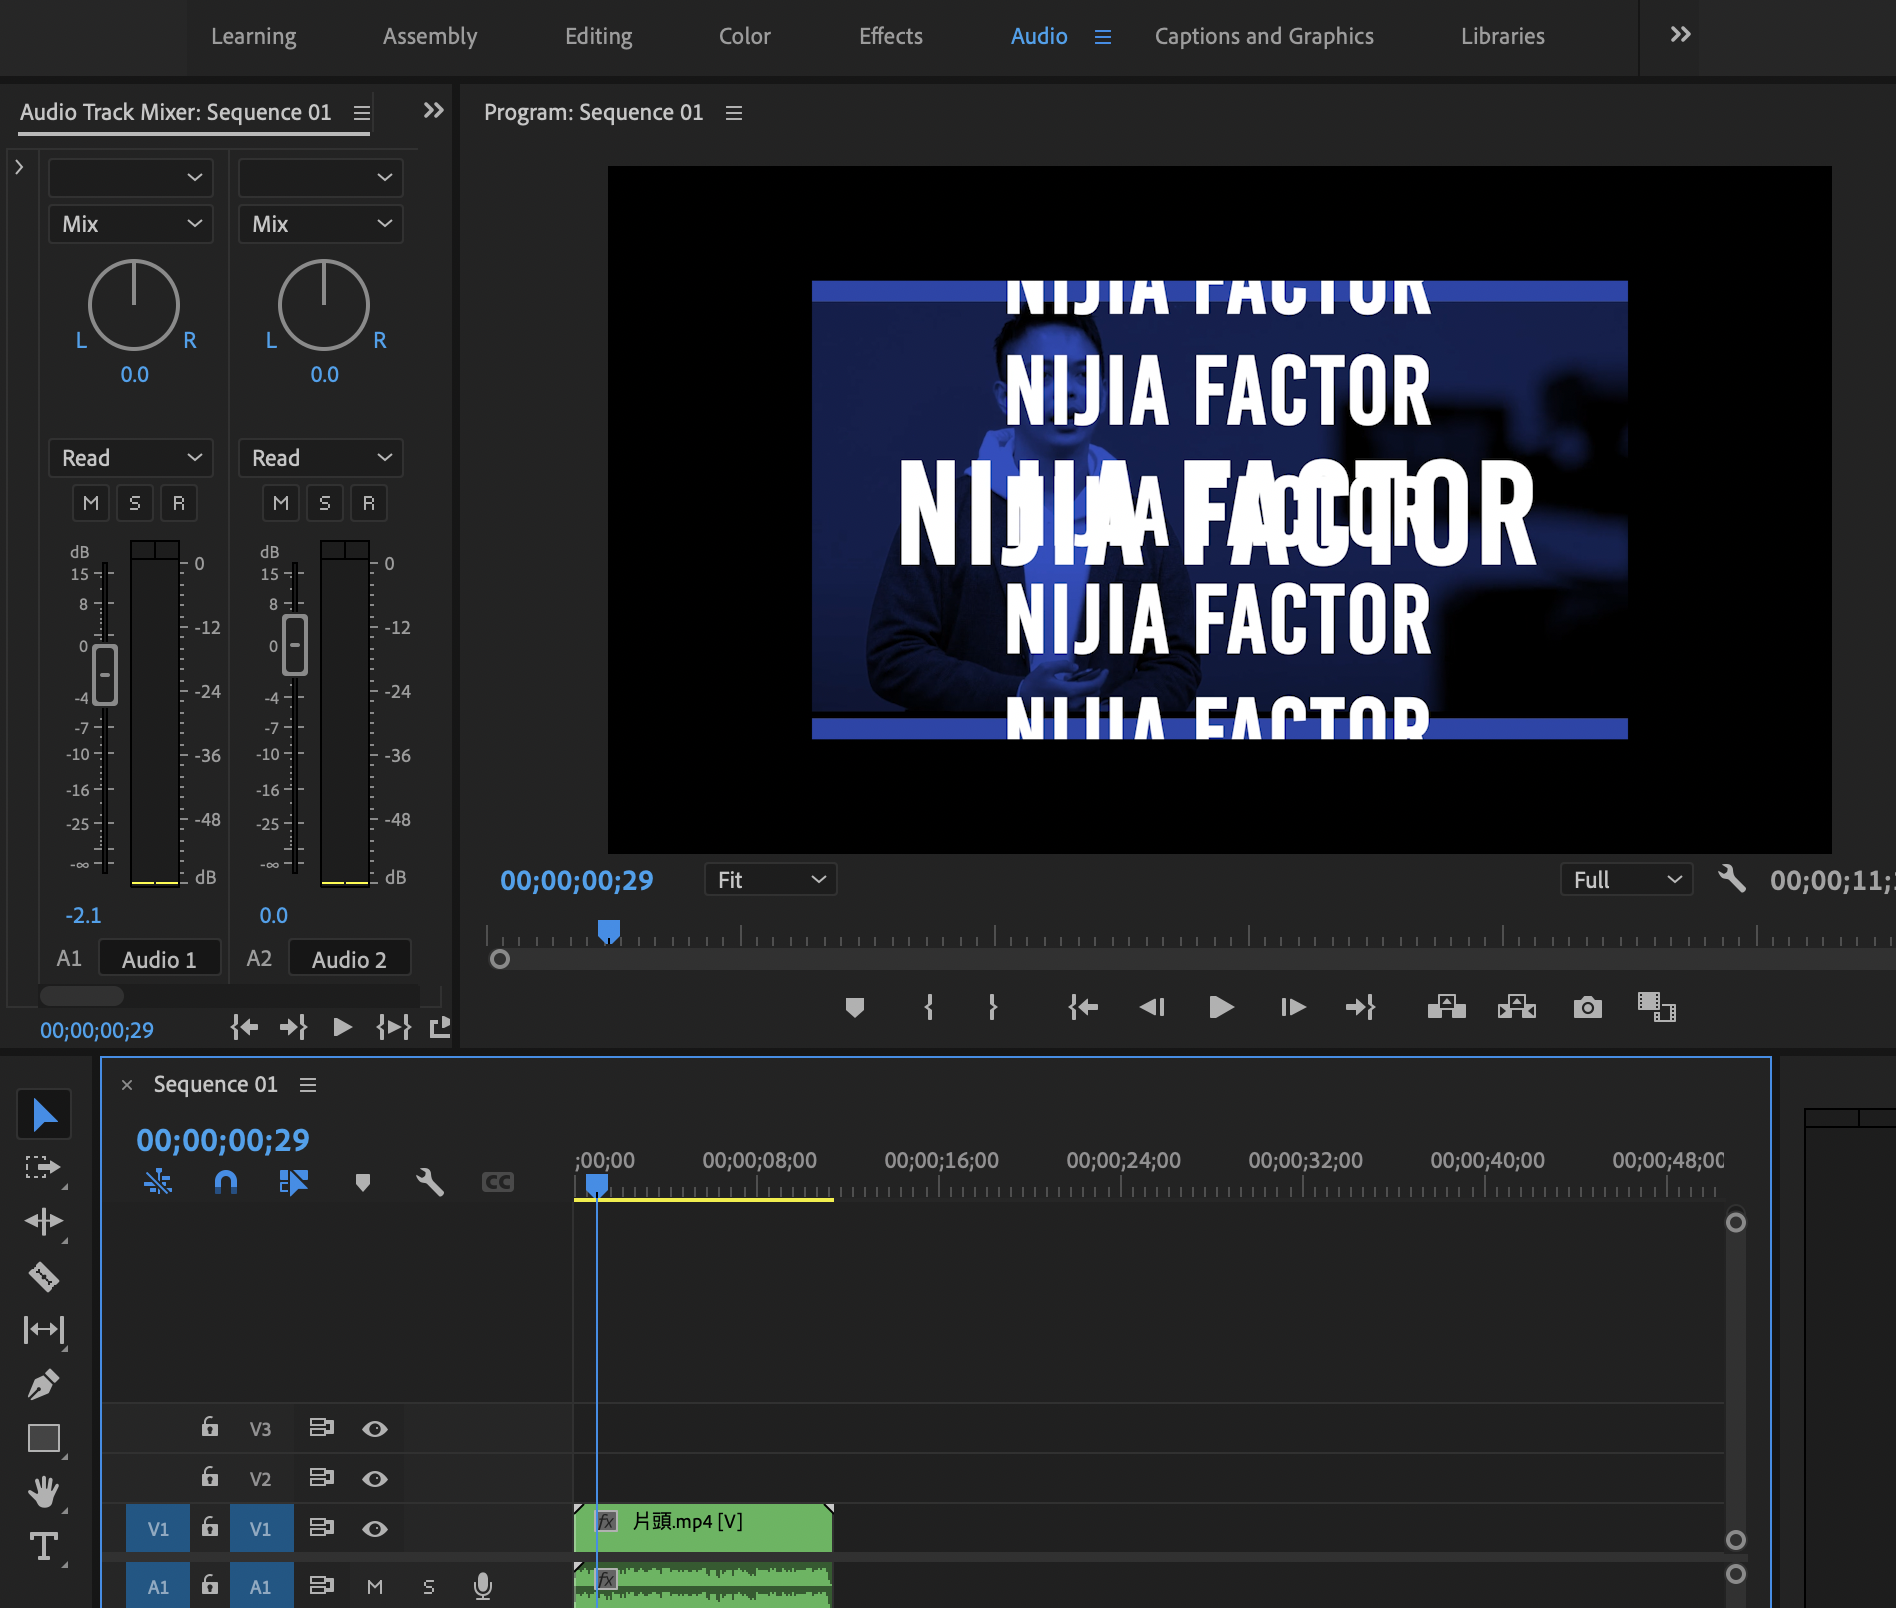 Learning Assembly Editing Color Effects Audio Captions and Graphics Libraries
Audio Track Mixer: Sequence 01
Program: Sequence 01
Mix Mix
L R L R
0.0 0.0
Read Read
M S R M S R
dB dB
15 0 15 0
8 8
-12 -12
0 0
-24 -24
-4 -4
-7 -7
-10 -36 -10 -36
-16 -16
-25 -48 -25 -48
-∞ -∞
dB dB
-2.1 0.0
A1 Audio 1 A2 Audio 2
00;00;00;29
NIJIA FACTOR
NIJIA FACTOR
NIJIA FACTOR
NIJIA FACTOR
NIJIA FACTOR
NIJIA FACTOR
00;00;00;29 Fit Full 00;00;11;
Sequence 01
00;00;00;29
;00;00 00;00;08;00 00;00;16;00 00;00;24;00 00;00;32;00 00;00;40;00 00;00;48;00
CC
V3
V2
V1 V1 fx 片頭.mp4 [V]
A1 A1 M S fx
T